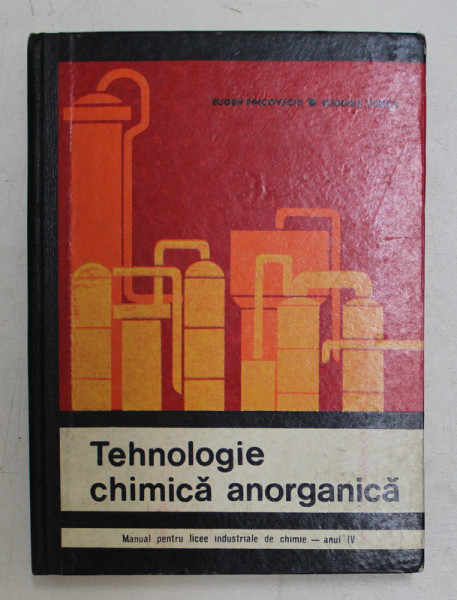 EUGEN PINCOVSCHI
Tehnologie
chimică anorganică
Manual pentru licee industriale de chimie — anul IV